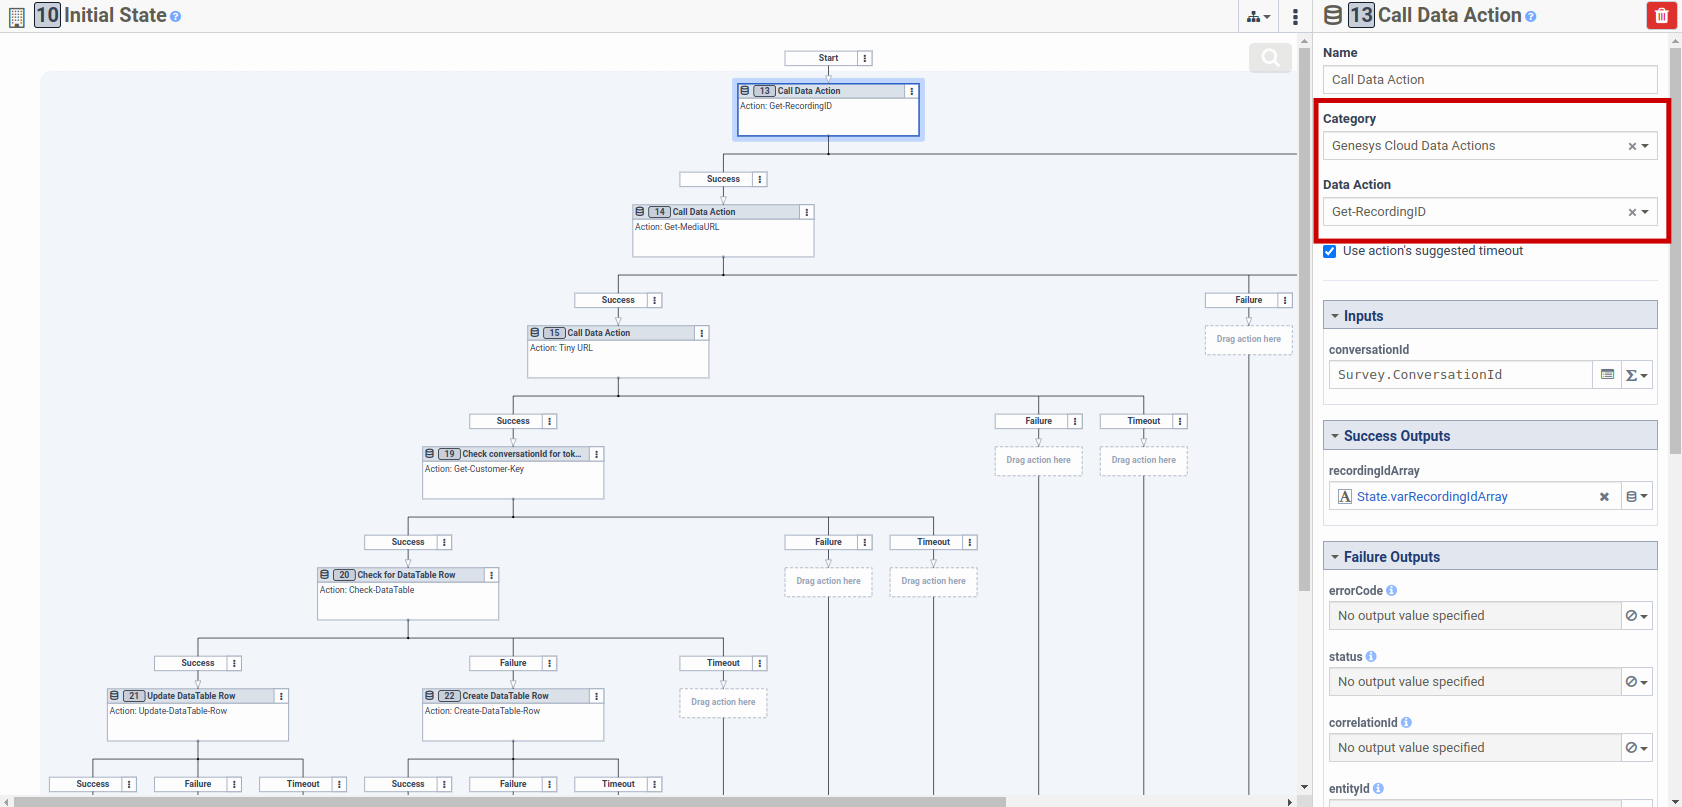 10 Initial State
Start
13 Call Data Action
Action: Get-RecordingID
Success
14 Call Data Action
Action: Get-MediaURL
Success
Failure
15 Call Data Action
Action: Tiny URL
Drag action here
Success
Failure
Timeout
19 Check conversationId for tok...
Action: Get-Customer-Key
Drag action here
Drag action here
Success
Failure
Timeout
20 Check for DataTable Row
Action: Check-DataTable
Drag action here
Drag action here
Success
Failure
Timeout
21 Update DataTable Row
Action: Update-DataTable-Row
22 Create DataTable Row
Action: Create-DataTable-Row
Drag action here
Success
Failure
Timeout
Success
Failure
Timeout
13 Call Data Action
Name
Call Data Action
Category
Genesys Cloud Data Actions
Data Action
Get-RecordingID
Use action's suggested timeout
Inputs
conversationId
Survey.ConversationId
Success Outputs
recordingIdArray
State.varRecordingIdArray
Failure Outputs
errorCode
No output value specified
status
No output value specified
correlationId
No output value specified
entityId